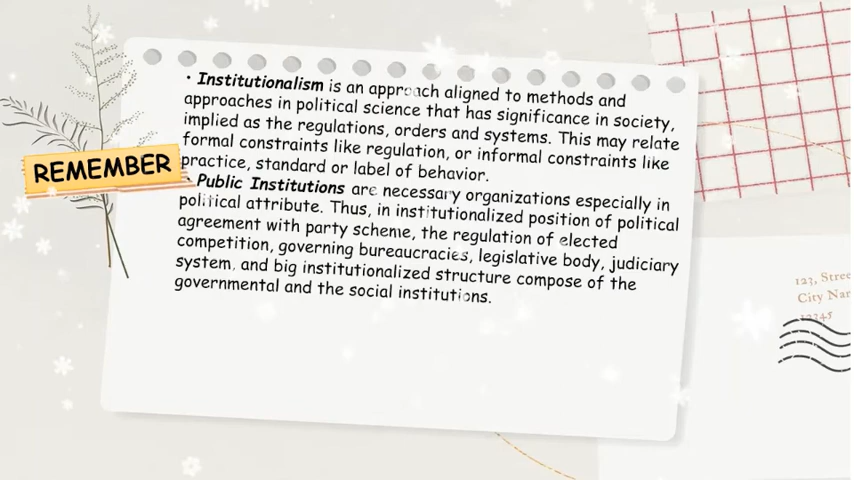 REMEMBER
• Institutionalism is an approach aligned to methods and
approaches in political science that has significance in society,
implied as the regulations, orders and systems. This may relate
formal constraints like regulation, or informal constraints like
practice, standard or label of behavior.
• Public Institutions are necessary organizations especially in
political attribute. Thus, in institutionalized position of political
agreement with party scheme, the regulation of elected
competition, governing bureaucracies, legislative body, judiciary
system, and big institutionalized structure compose of the
governmental and the social institutions.
123, Stree
City Nar
12345